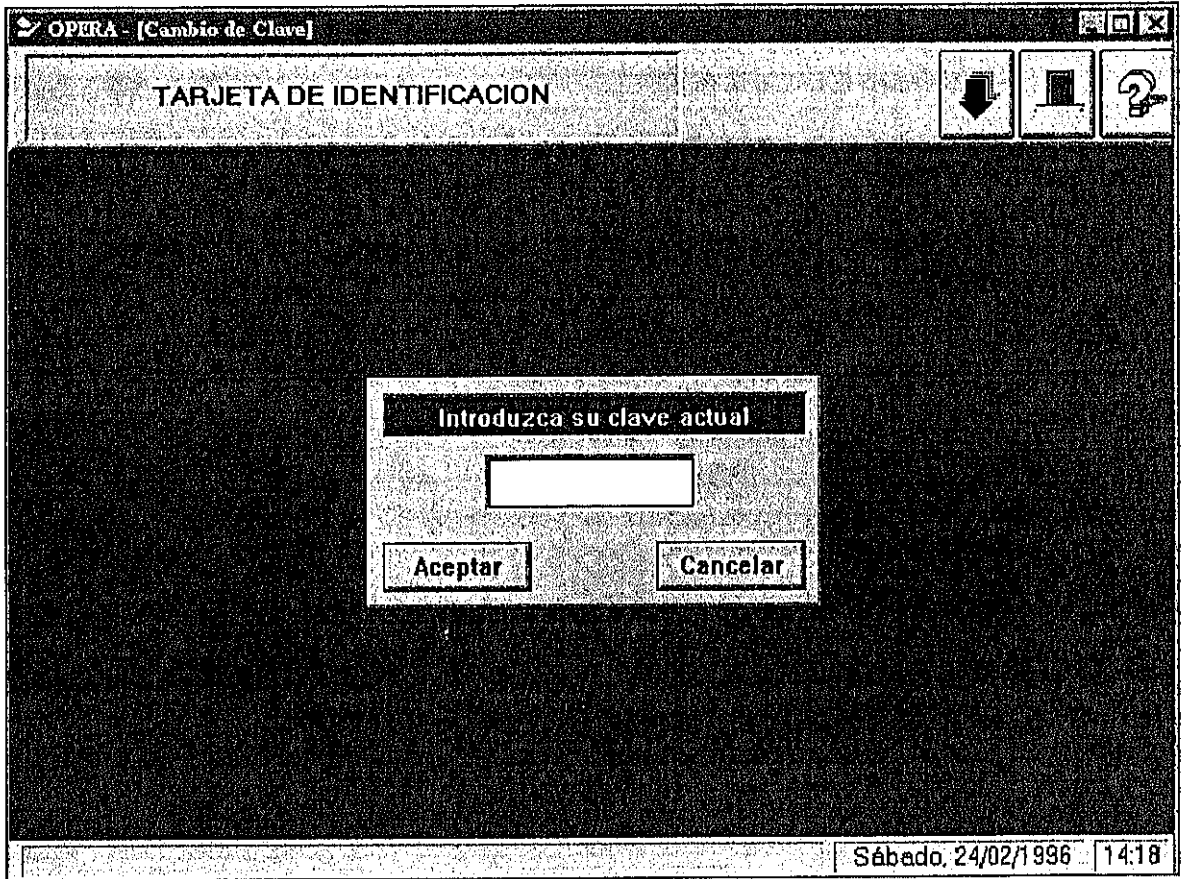 OPERA - [Cambio de Clave]
TARJETA DE IDENTIFICACION
Introduzca su clave actual
Aceptar
Cancelar
Sábado, 24/02/1996
14:18